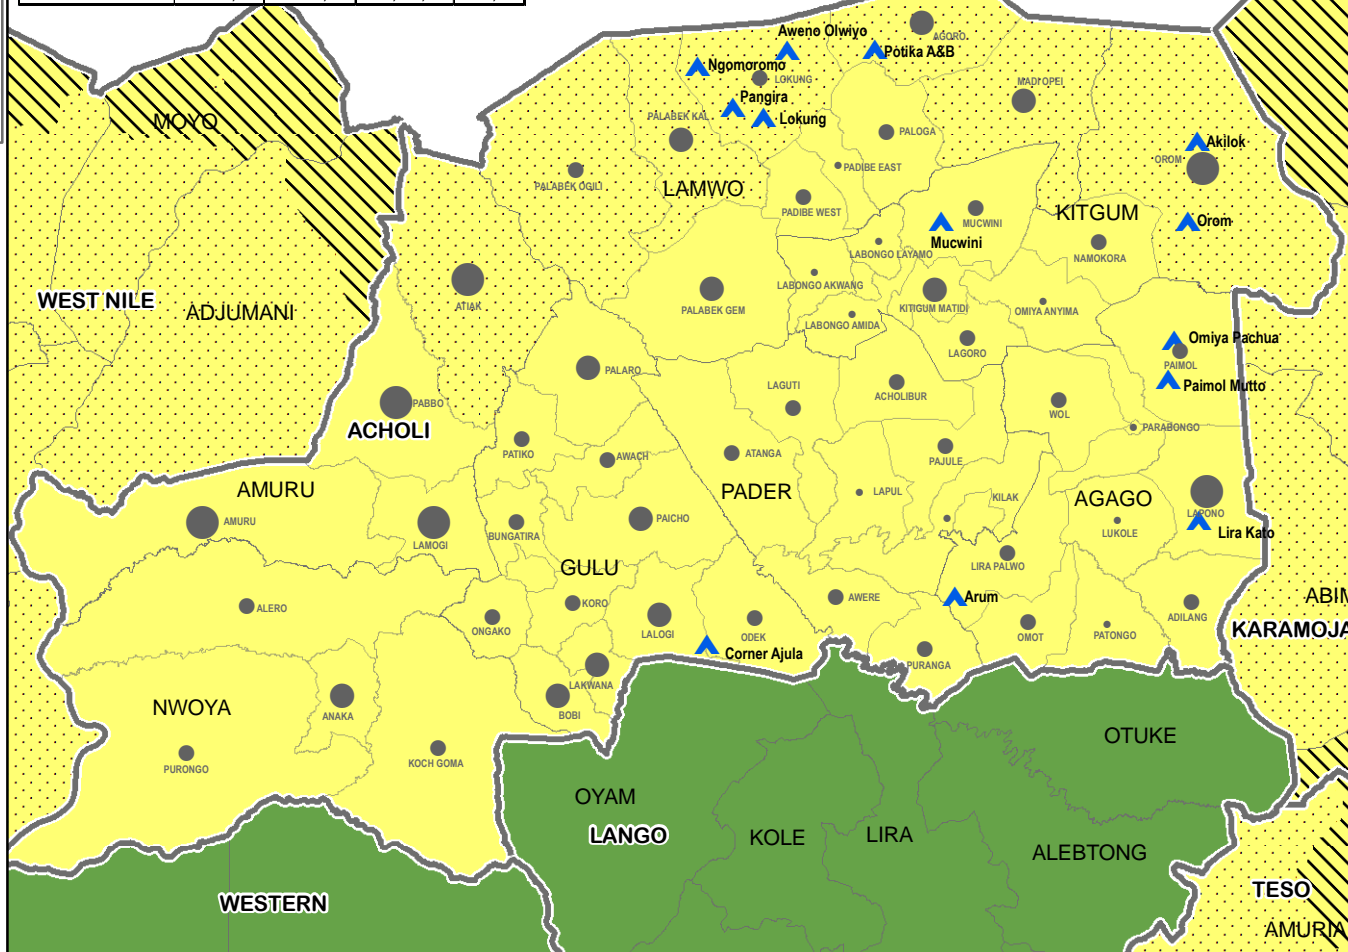 Aweno Olwiyo
AGORO
Potika A&B
Ngomoromo
LOKUNG
MADI OPEI
Pangira
PALABEK KAL
Lokung
MOYO
PALOGA
Akilok
OROM
PADIBE EAST
PALABEK OGILI
LAMWO
PADIBE WEST
MUCWINI
KITGUM
Orom
Mucwini
LABONGO LAYAMO
NAMOKORA
LABONGO AKWANG
WEST NILE
ADJUMANI
ATIAK
PALABEK GEM
KITIGUM MATIDI
OMIYA ANYIMA
LABONGO AMIDA
Omiya Pachua
LAGORO
PAIMOL
PALARO
LAGUTI
ACHOLIBUR
Paimol Mutto
PABBO
WOL
ACHOLI
PARABONGO
PATIKO
AWACH
ATANGA
PAJULE
AMURU
PADER
LAPUL
KILAK
AGAGO
LAPONO
AMURU
LAMOGI
BUNGATIRA
PAICHO
LUKOLE
Lira Kato
GULU
LIRA PALWO
ALERO
KORO
AWERE
Arum
ABIM
ONGAKO
LALOGI
ODEK
OMOT
PATONGO
ADILANG
KARAMOJA
Corner Ajula
PURANGA
LAKWANA
NWOYA
ANAKA
BOBI
OTUKE
PURONGO
KOCH GOMA
OYAM
LANGO
KOLE
LIRA
ALEBTONG
WESTERN
TESO
AMURIA